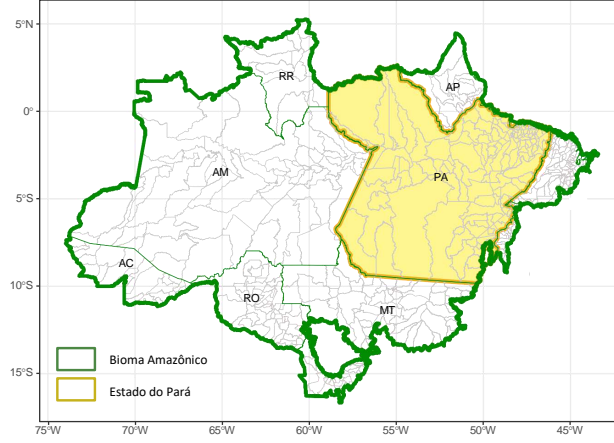 5°N
RR
AP
0°
AM
PA
5°S
AC
10°S
RO
MT
Bioma Amazônico
Estado do Pará
15°S
75°W
70°W
65°W
60°W
55°W
50°W
45°W